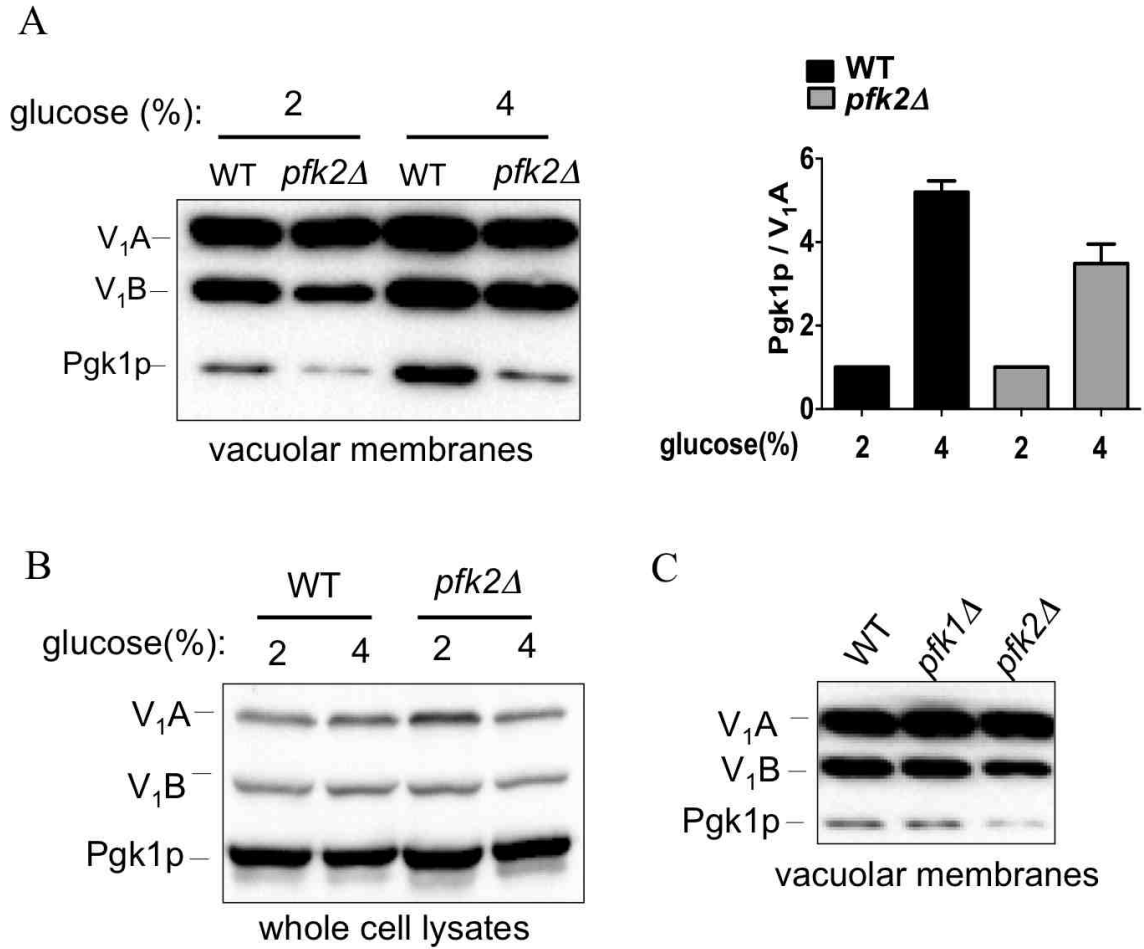 A
glucose (%):
2
4
WT
pfk2Δ
WT
pfk2Δ
V₁A
V₁B
Pgk1p
vacuolar membranes
WT
pfk2Δ
Pgk1p / V₁A
6
4
2
0
glucose(%)
2
4
2
4
B
WT
pfk2Δ
glucose(%):
2
4
2
4
V₁A
V₁B
Pgk1p
whole cell lysates
C
WT
pfk1Δ
pfk2Δ
V₁A
V₁B
Pgk1p
vacuolar membranes